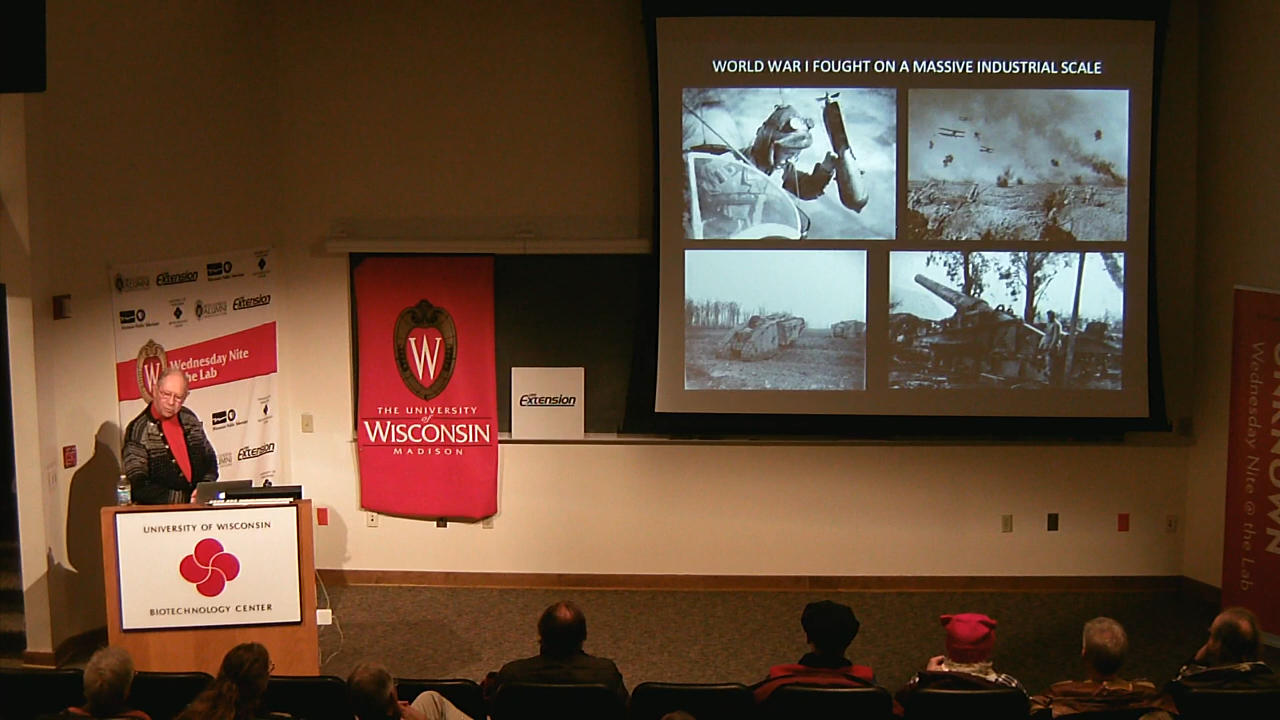 WORLD WAR I FOUGHT ON A MASSIVE INDUSTRIAL SCALE
Extension
ALUMNI
Extension
Wednesday Nite
the Lab
W
Extension
W
THE UNIVERSITY
of
WISCONSIN
MADISON
Extension
UNIVERSITY OF WISCONSIN
BIOTECHNOLOGY CENTER
Wednesday Nite @ the Lab